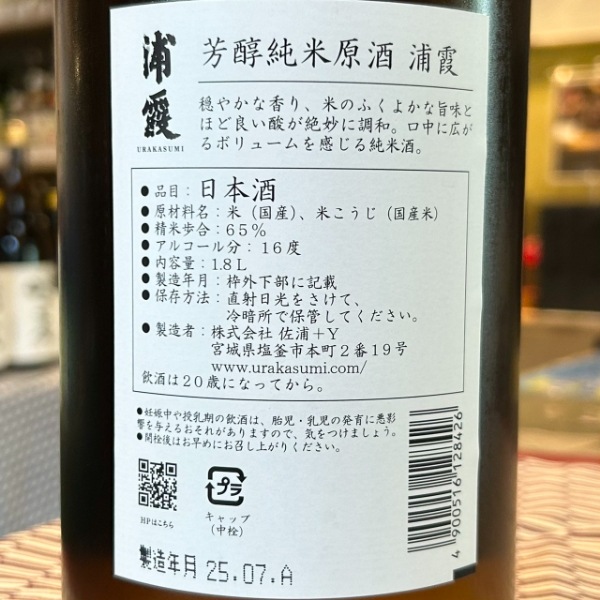 浦霞
URAKASUMI
芳醇純米原酒 浦霞
穏やかな香り、米のふくよかな旨味と
ほど良い酸が絶妙に調和。口中に広が
るボリュームを感じる純米酒。
●品目：日本酒
●原材料名：米（国産）、米こうじ（国産米）
●精米歩合：65%
●アルコール分：16度
●内容量：1.8L
●製造年月：枠外下部に記載
●保存方法：直射日光をさけて、
冷暗所で保管してください。
●製造者：株式会社 佐浦＋Y
宮城県塩釜市本町2番19号
www.urakasumi.com/
飲酒は20歳になってから。
●妊娠中や授乳期の飲酒は、胎児・乳児の発育に悪影
響を与えるおそれがありますので、気をつけましょう。
●開栓後はお早めにお召し上がりください。
HPはこちら
プラ
キャップ
（中栓）
4 900516 128426
製造年月 25.07.A